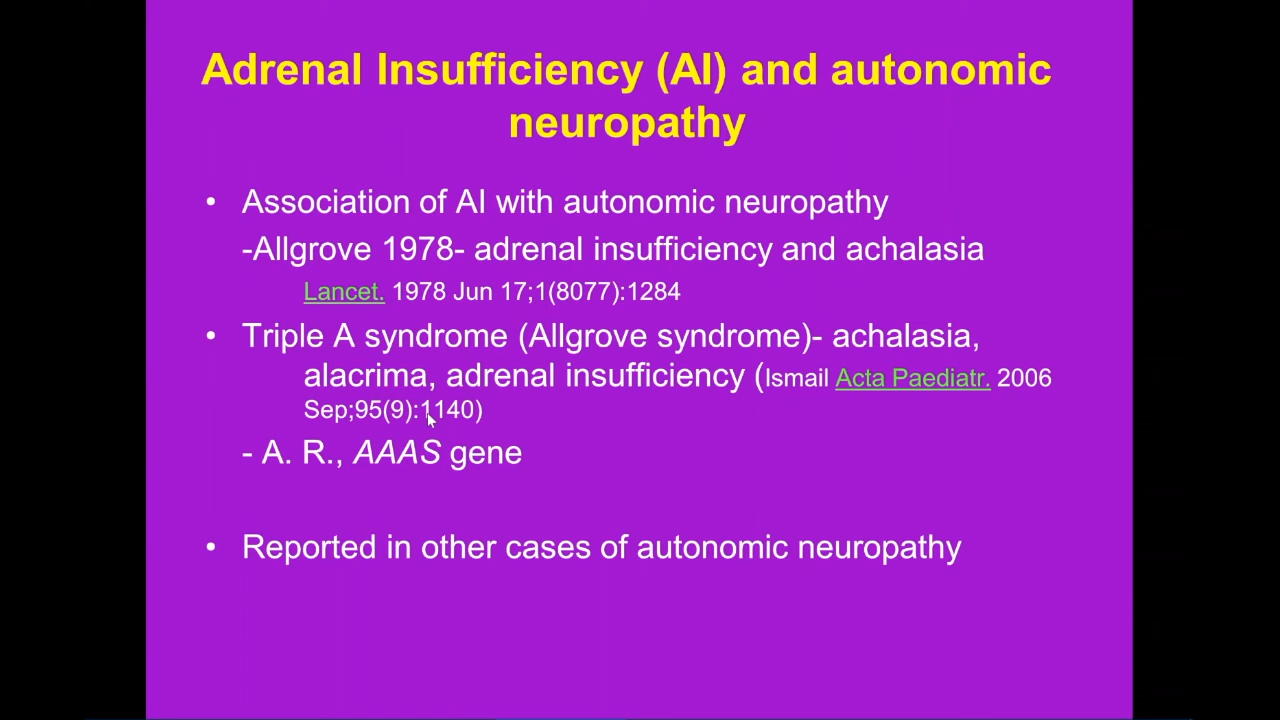 Adrenal Insufficiency (AI) and autonomic
neuropathy
• Association of AI with autonomic neuropathy
-Allgrove 1978- adrenal insufficiency and achalasia
Lancet. 1978 Jun 17;1(8077):1284
• Triple A syndrome (Allgrove syndrome)- achalasia,
alacrima, adrenal insufficiency (Ismail Acta Paediatr. 2006
Sep;95(9):1140)
- A. R., AAAS gene
• Reported in other cases of autonomic neuropathy